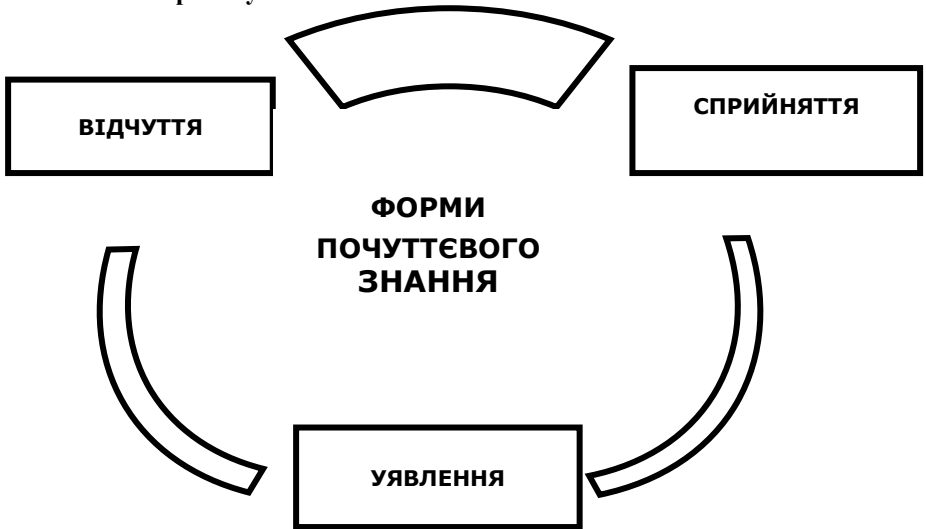 ВІДЧУТТЯ
СПРИЙНЯТТЯ
ФОРМИ
ПОЧУТТЄВОГО
ЗНАННЯ
УЯВЛЕННЯ